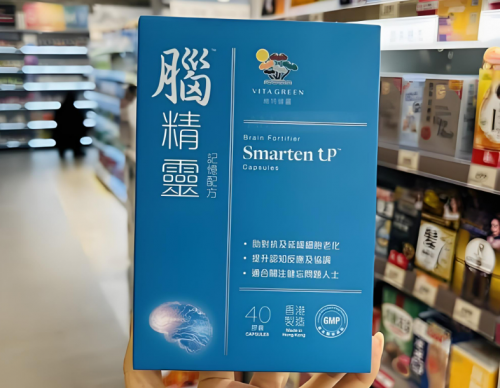 腦™
精
靈
記憶配方
VITAGREEN
維特健靈
Brain Fortifier
Smarten UP™
Capsules
• 助對抗及延緩細胞老化
• 提升認知反應及協調
• 適合關注健忘問題人士
40
膠囊
CAPSULES
香港
製造
Made in
Hong Kong
GMP